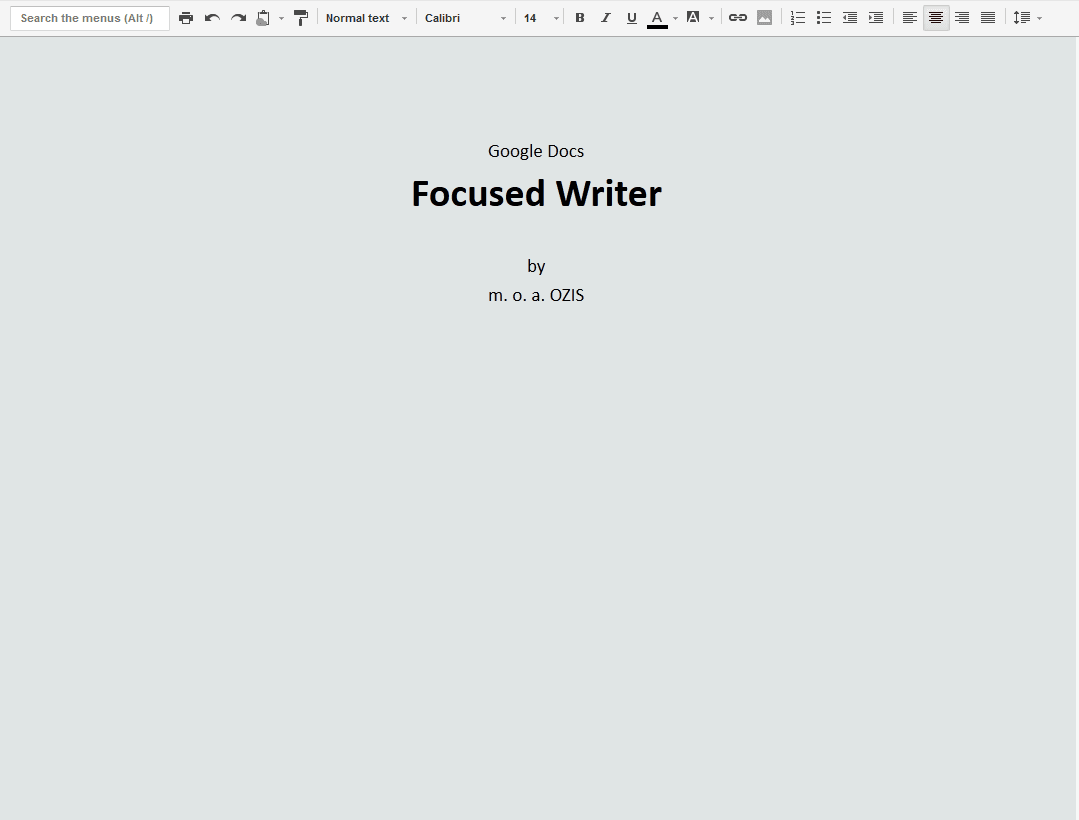 Search the menus (Alt /) Normal text Calibri 14 B I U A A
Google Docs
Focused Writer
by
m. o. a. OZIS